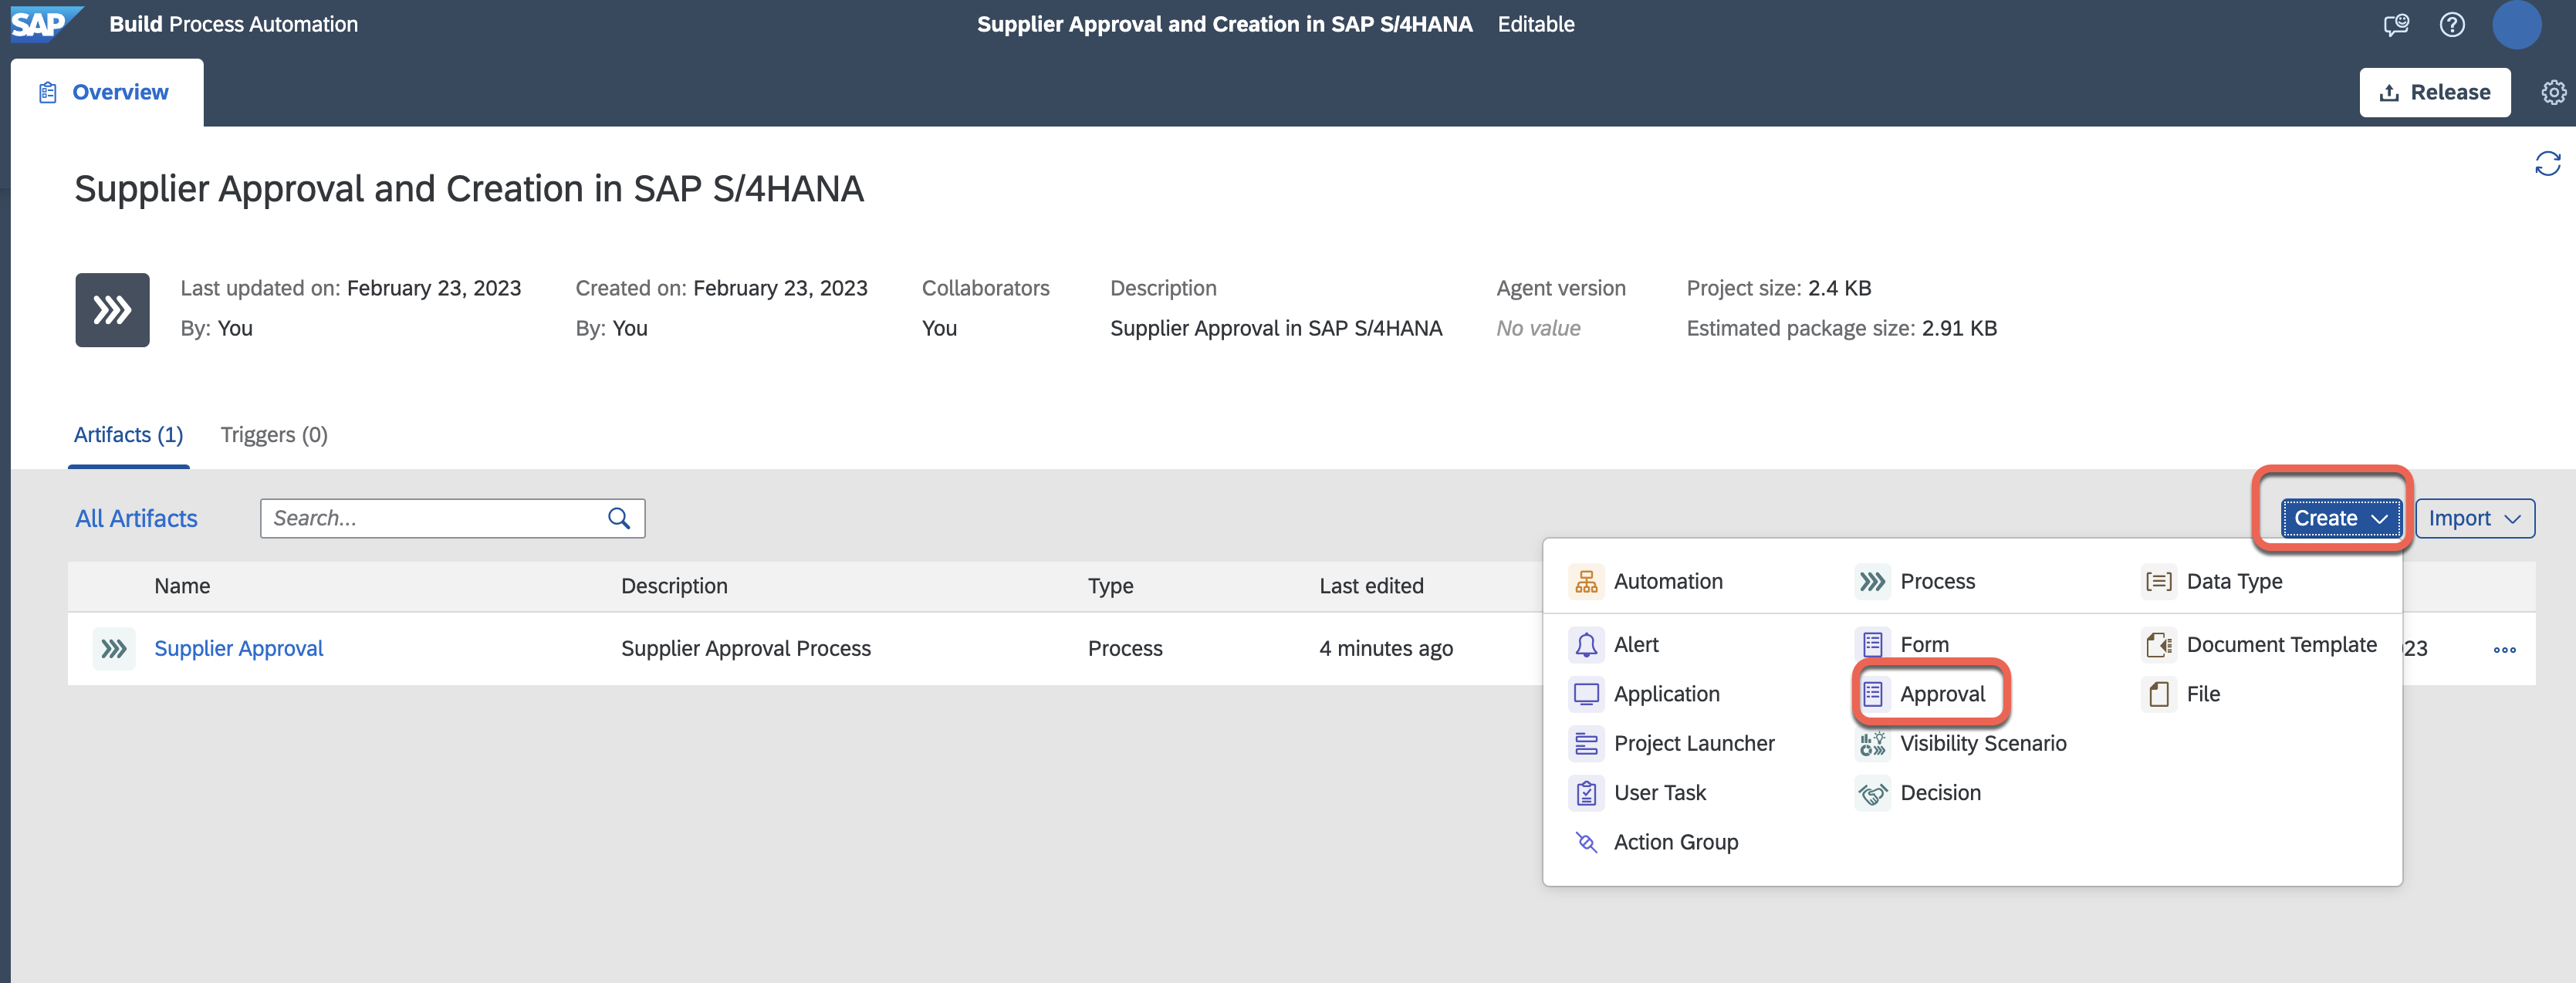 SAP Build Process Automation Supplier Approval and Creation in SAP S/4HANA Editable
Overview Release
Supplier Approval and Creation in SAP S/4HANA
Last updated on: February 23, 2023 Created on: February 23, 2023 Collaborators Description Agent version Project size: 2.4 KB
By: You By: You You Supplier Approval in SAP S/4HANA No value Estimated package size: 2.91 KB
Artifacts (1) Triggers (0)
All Artifacts Search... Create Import
Name Description Type Last edited
Supplier Approval Supplier Approval Process Process 4 minutes ago 23
Automation Process Data Type
Alert Form Document Template
Application Approval File
Project Launcher Visibility Scenario
User Task Decision
Action Group